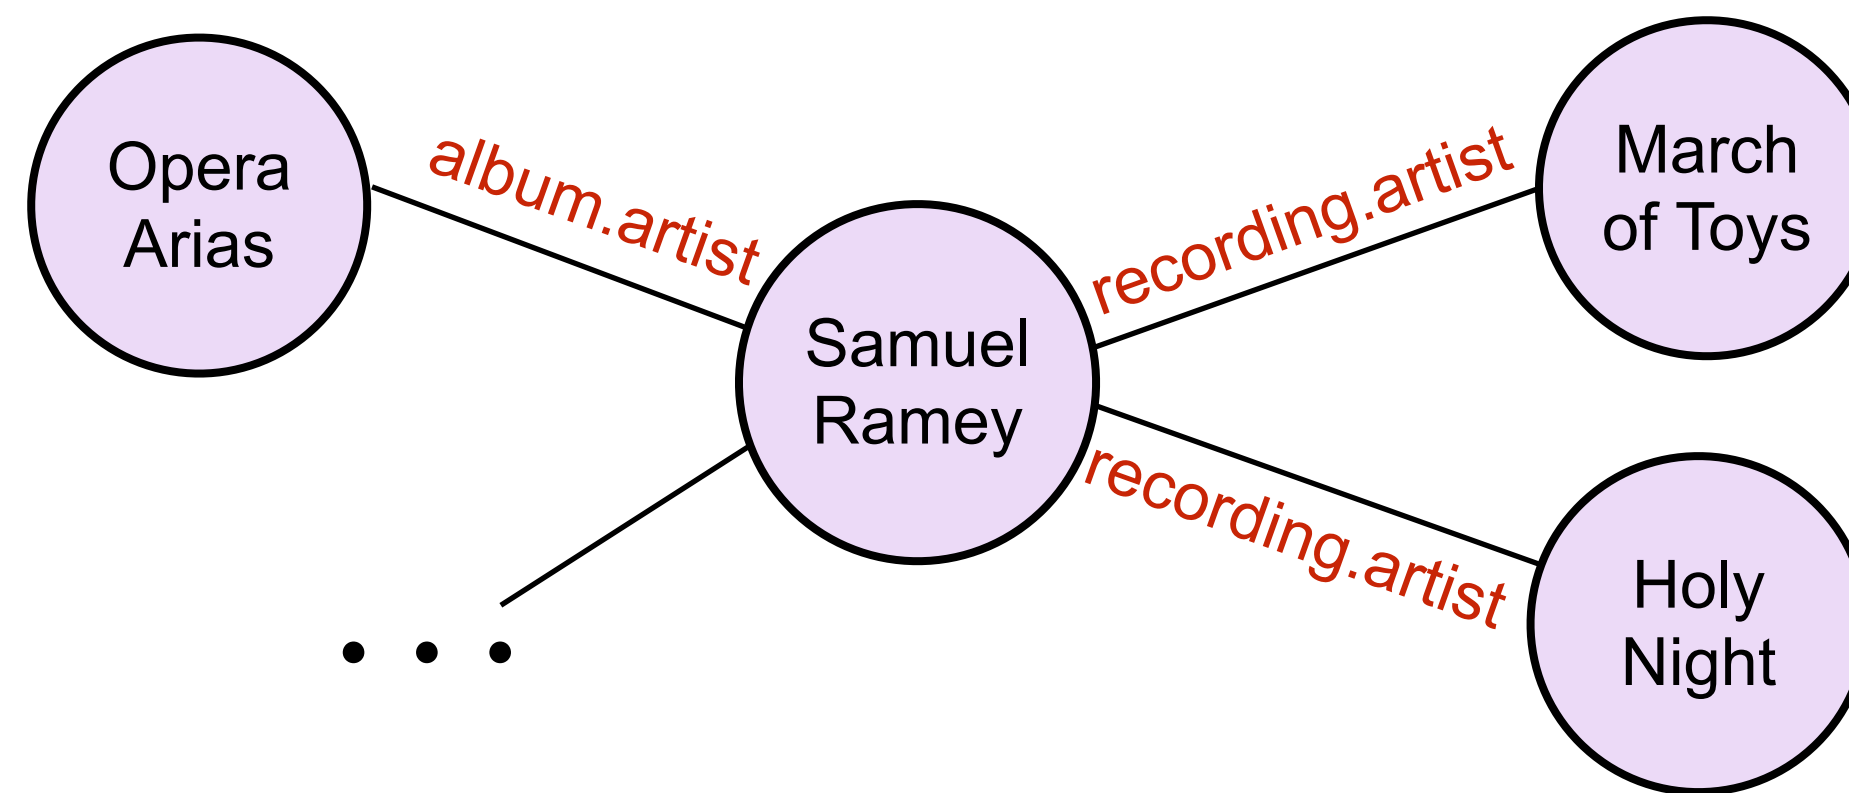 Opera
Arias
album.artist
Samuel
Ramey
recording.artist
March
of Toys
recording.artist
Holy
Night
. . .